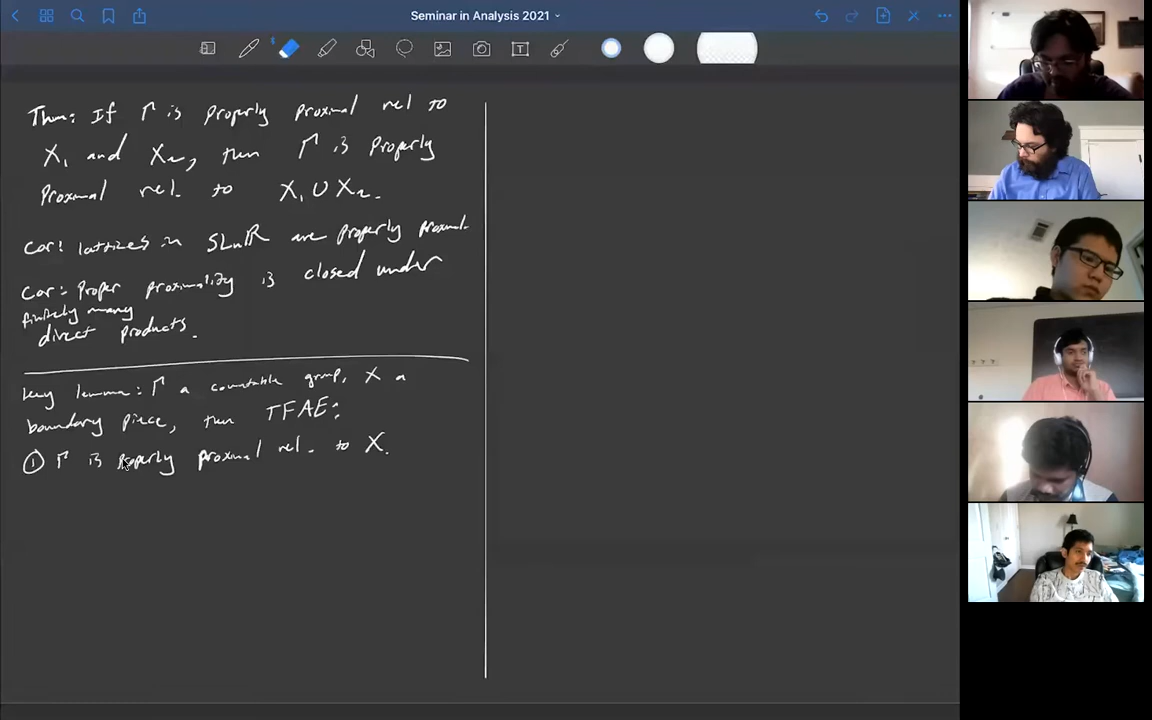 Seminar in Analysis 2021
Thm: If Γ is properly proximal rel to
X₁ and X₂, then Γ is properly
proximal rel. to X₁ ∪ X₂.
Cor: lattices in SLnR are properly proximal.
Cor: Proper proximality is closed under
finitely many
direct products.
Key lemma: Γ a countable group, X a
boundary piece, then TFAE:
① Γ is properly proximal rel. to X.